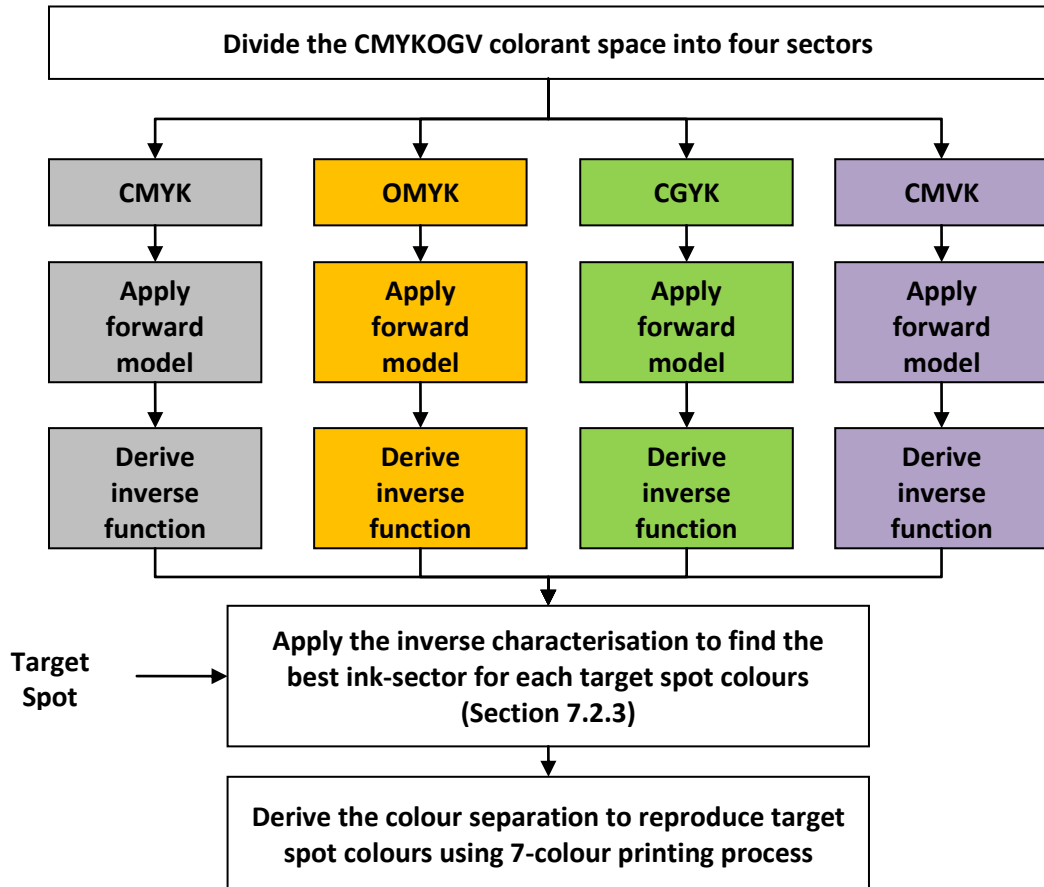 Divide the CMYKOGV colorant space into four sectors
CMYK
OMYK
CGYK
CMVK
Apply
forward
model
Apply
forward
model
Apply
forward
model
Apply
forward
model
Derive
inverse
function
Derive
inverse
function
Derive
inverse
function
Derive
inverse
function
Target
Spot
Apply the inverse characterisation to find the
best ink-sector for each target spot colours
(Section 7.2.3)
Derive the colour separation to reproduce target
spot colours using 7-colour printing process